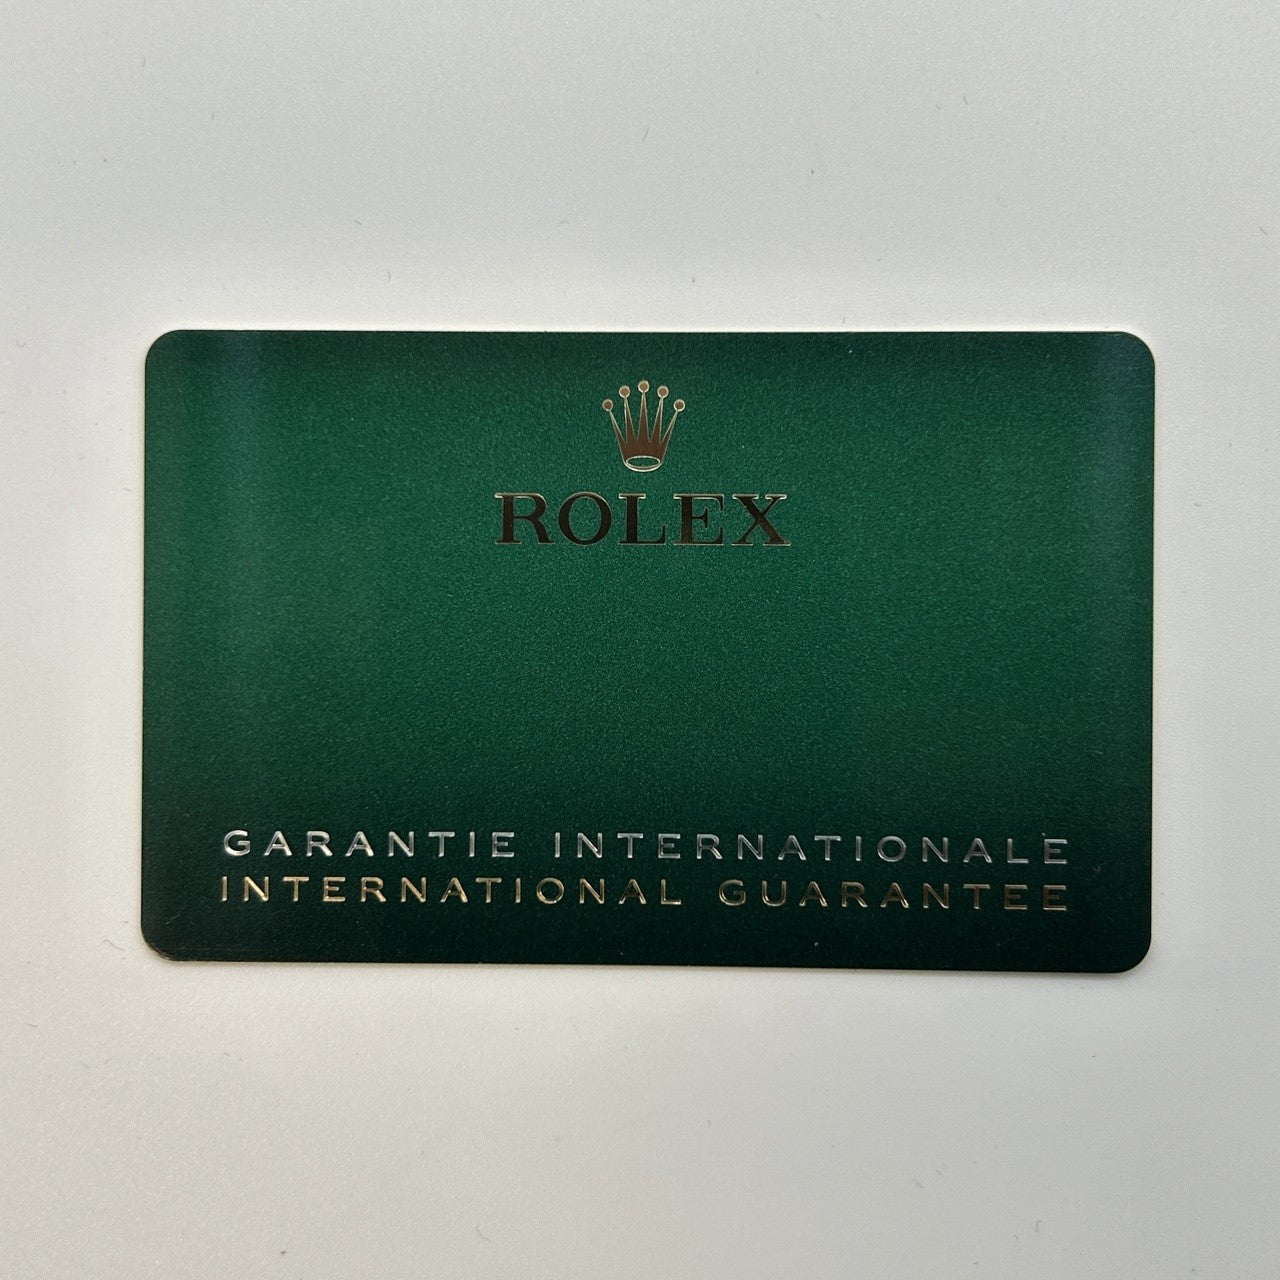 ROLEX
GARANTIE INTERNATIONALE
INTERNATIONAL GUARANTEE